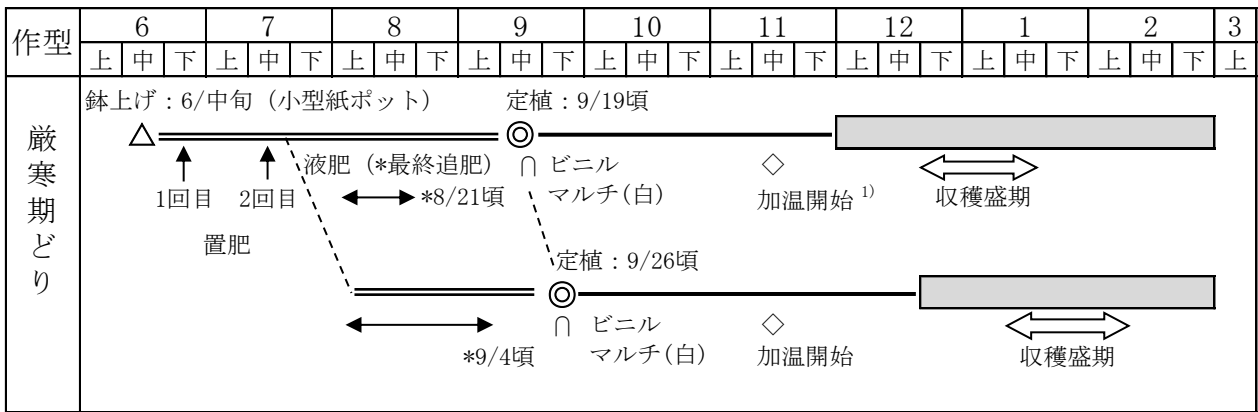 作型 6 7 8 9 10 11 12 1 2 3
上 中 下 上 中 下 上 中 下 上 中 下 上 中 下 上 中 下 上 中 下 上 中 下 上 中 下 上
厳寒期どり
鉢上げ：6/中旬（小型紙ポット） 定植：9/19頃
液肥（*最終追肥） ∩ ビニル ◇
1回目 2回目 *8/21頃 マルチ(白) 加温開始 1) 収穫盛期
置肥
定植：9/26頃
∩ ビニル ◇
*9/4頃 マルチ(白) 加温開始 収穫盛期